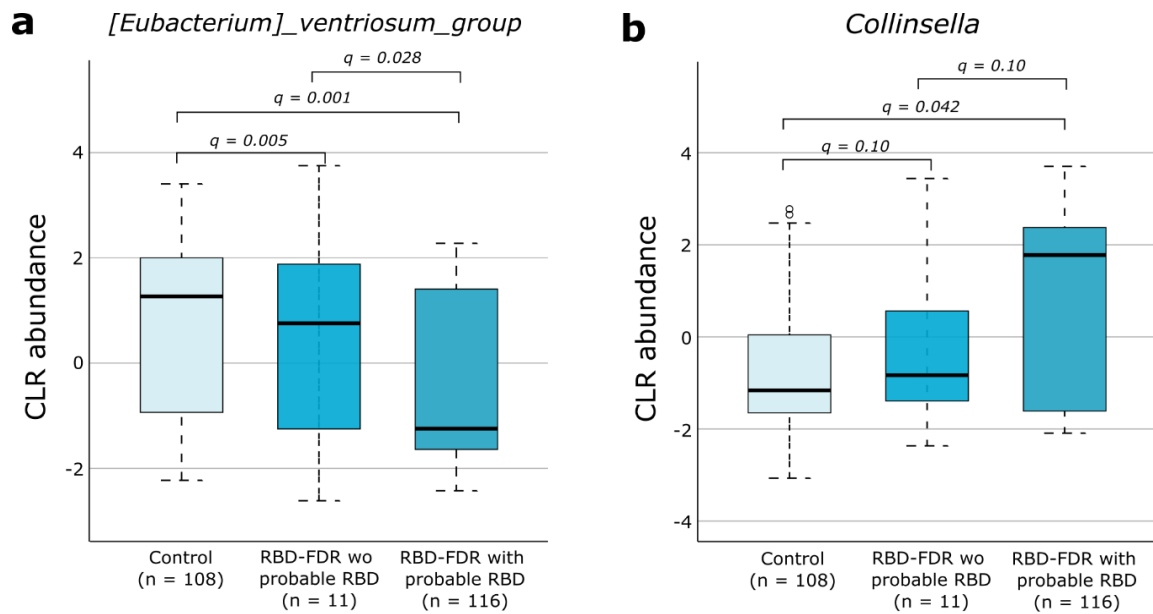 a
[Eubacterium]_ventriosum_group
q = 0.028
q = 0.001
q = 0.005
CLR abundance
4
2
0
-2
Control
(n = 108)
RBD-FDR wo
probable RBD
(n = 11)
RBD-FDR with
probable RBD
(n = 116)
b
Collinsella
q = 0.10
q = 0.042
q = 0.10
CLR abundance
4
2
0
-2
-4
Control
(n = 108)
RBD-FDR wo
probable RBD
(n = 11)
RBD-FDR with
probable RBD
(n = 116)